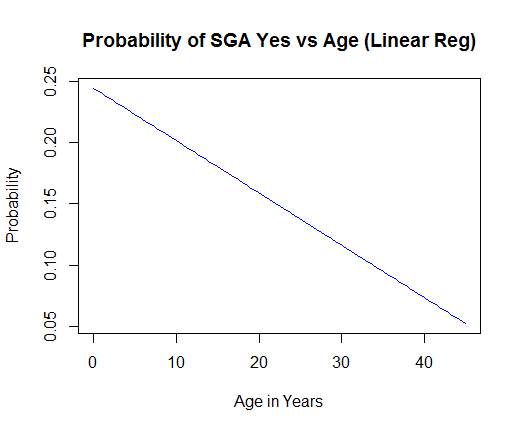 Probability of SGA Yes vs Age (Linear Reg)
0.25
0.20
0.15
0.10
0.05
Probability
0 10 20 30 40
Age in Years